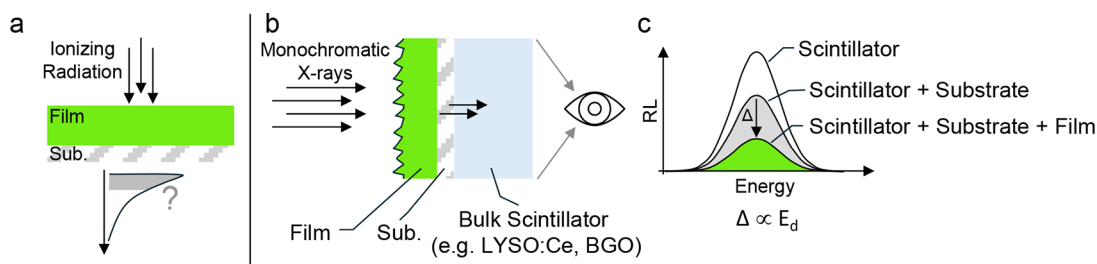 a
Ionizing
Radiation
Film
Sub.
?
b
Monochromatic
X-rays
Film
Sub.
Bulk Scintillator
(e.g. LYSO:Ce, BGO)
c
RL
Scintillator
Scintillator + Substrate
Scintillator + Substrate + Film
Δ
Energy
Δ ∝ E_d